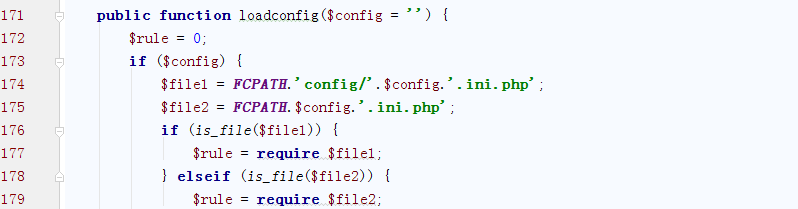 171 public function loadconfig($config = '') {
172 $rule = 0;
173 if ($config) {
174 $file1 = FCPATH.'config/'.$config.'.ini.php';
175 $file2 = FCPATH.$config.'.ini.php';
176 if (is_file($file1)) {
177 $rule = require $file1;
178 } elseif (is_file($file2)) {
179 $rule = require $file2;